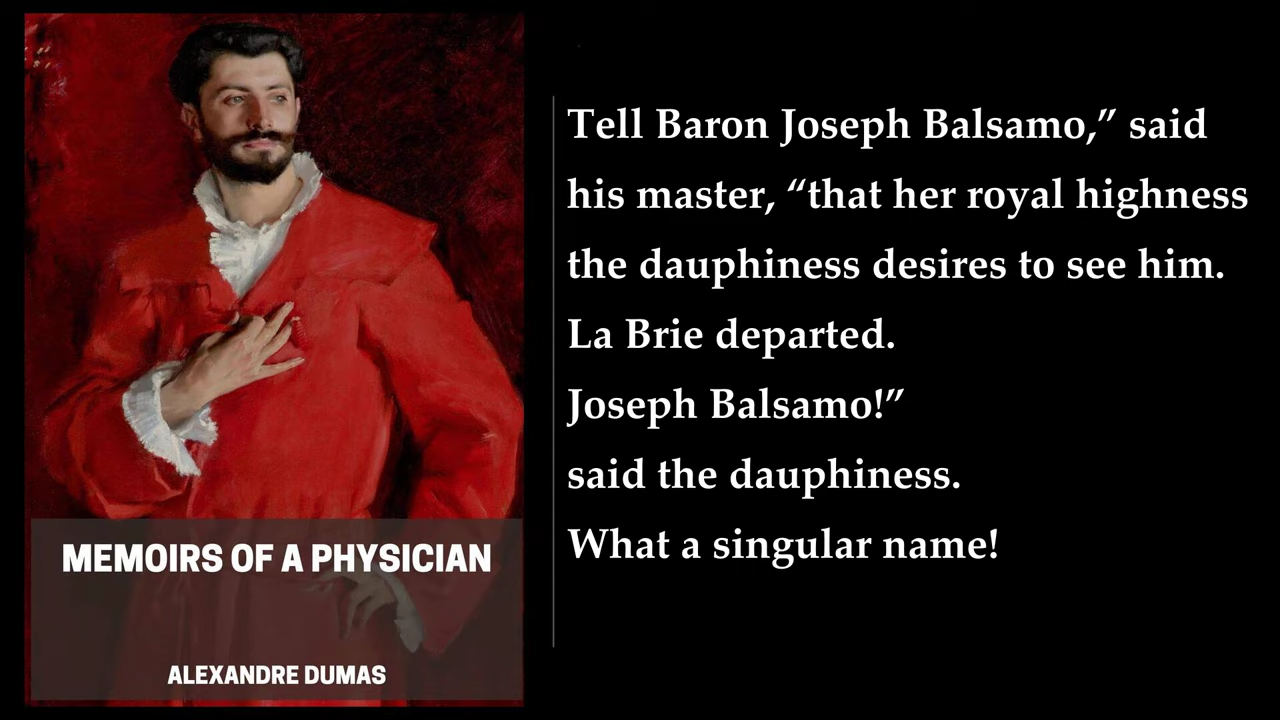 MEMOIRS OF A PHYSICIAN
ALEXANDRE DUMAS
Tell Baron Joseph Balsamo,” said
his master, “that her royal highness
the dauphiness desires to see him.
La Brie departed.
Joseph Balsamo!”
said the dauphiness.
What a singular name!